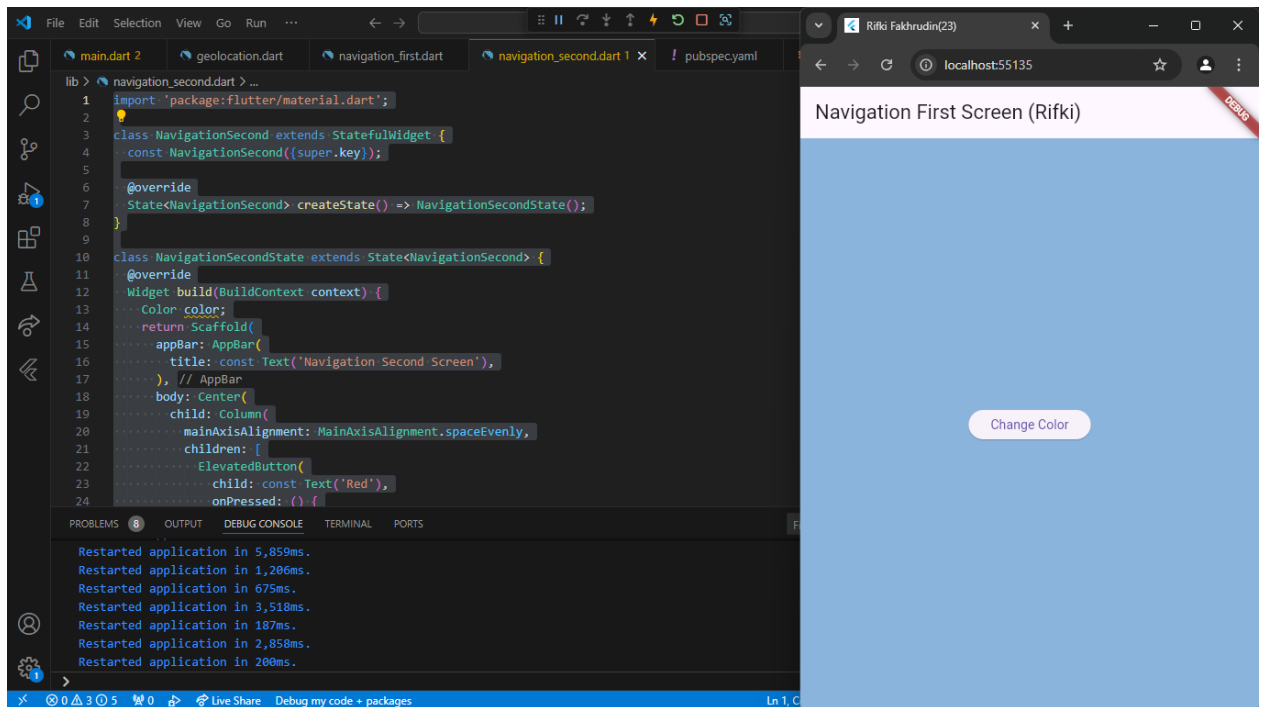 File Edit Selection View Go Run ···
main.dart 2 geolocation.dart navigation_first.dart navigation_second.dart 1 pubspec.yaml
lib > navigation_second.dart > ...
1 import 'package:flutter/material.dart';
2
3 class NavigationSecond extends StatefulWidget {
4 const NavigationSecond({super.key});
5
6 @override
7 State<NavigationSecond> createState() => NavigationSecondState();
8 }
9
10 class NavigationSecondState extends State<NavigationSecond> {
11 @override
12 Widget build(BuildContext context) {
13 Color color;
14 return Scaffold(
15 appBar: AppBar(
16 title: const Text('Navigation Second Screen'),
17 ), // AppBar
18 body: Center(
19 child: Column(
20 mainAxisAlignment: MainAxisAlignment.spaceEvenly,
21 children: [
22 ElevatedButton(
23 child: const Text('Red'),
24 onPressed: () {
PROBLEMS 8 OUTPUT DEBUG CONSOLE TERMINAL PORTS
Restarted application in 5,859ms.
Restarted application in 1,206ms.
Restarted application in 675ms.
Restarted application in 3,518ms.
Restarted application in 187ms.
Restarted application in 2,858ms.
Restarted application in 200ms.
>
1
1
0 3 5 0 Live Share Debug my code + packages Ln 1,
Rifki Fakhrudin(23)
localhost:55135
Navigation First Screen (Rifki)
DEBUG
Change Color